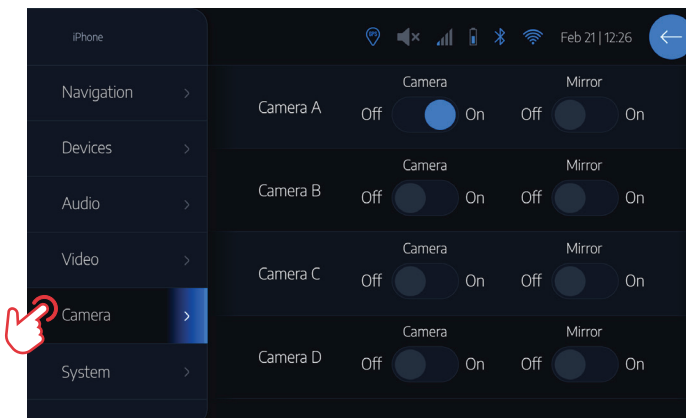 iPhone
GPS
Feb 21 | 12:26
Navigation
Devices
Audio
Video
Camera
System
Camera Mirror
Camera A Off On Off On
Camera Mirror
Camera B Off On Off On
Camera Mirror
Camera C Off On Off On
Camera Mirror
Camera D Off On Off On